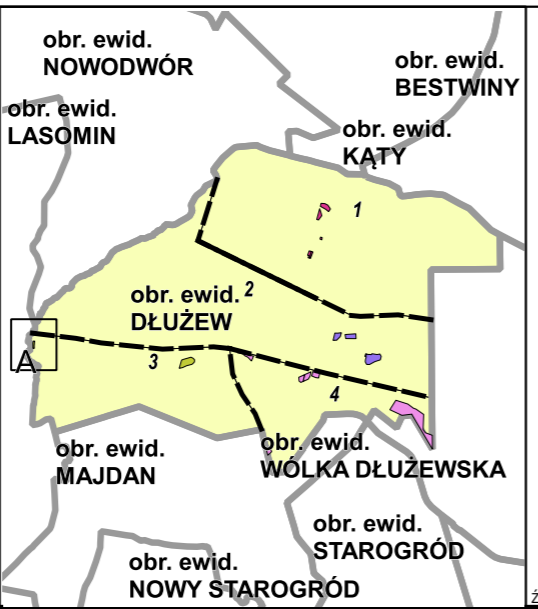 obr. ewid.
NOWODWÓR
obr. ewid.
BESTWINY
obr. ewid.
LASOMIN
obr. ewid.
KĄTY
1
obr. ewid. 2
DŁUŻEW
A
3
4
obr. ewid.
MAJDAN
obr. ewid.
WÓLKA DŁUŻEWSKA
obr. ewid.
STAROGRÓD
obr. ewid.
NOWY STAROGRÓD
ź